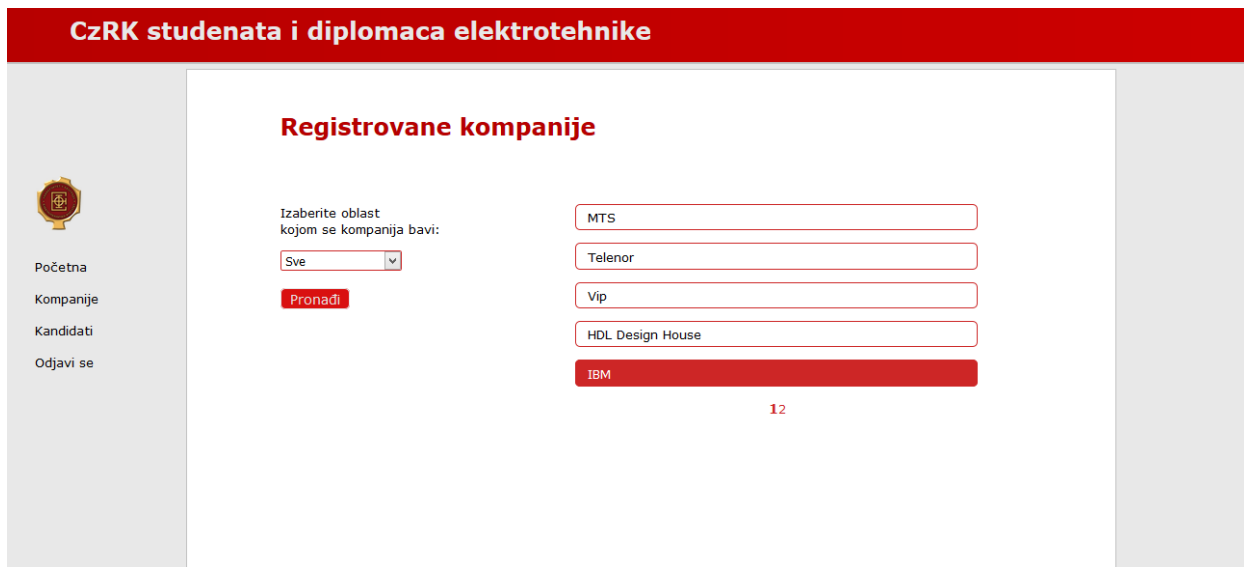 CzRK studenata i diplomaca elektrotehnike
Početna
Kompanije
Kandidati
Odjavi se
Registrovane kompanije
Izaberite oblast
kojom se kompanija bavi:
Sve
Pronađi
MTS
Telenor
Vip
HDL Design House
IBM
12